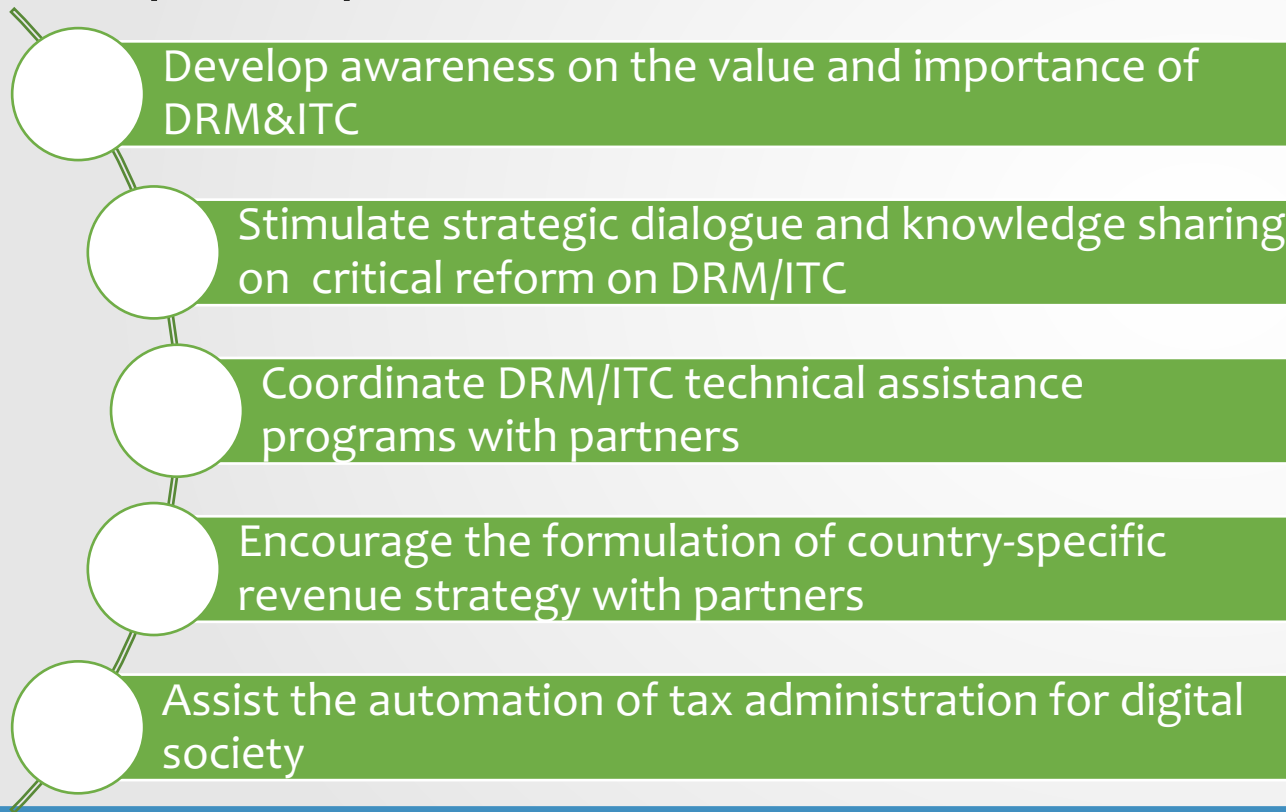 Develop awareness on the value and importance of
DRM&ITC
Stimulate strategic dialogue and knowledge sharing
on critical reform on DRM/ITC
Coordinate DRM/ITC technical assistance
programs with partners
Encourage the formulation of country-specific
revenue strategy with partners
Assist the automation of tax administration for digital
society